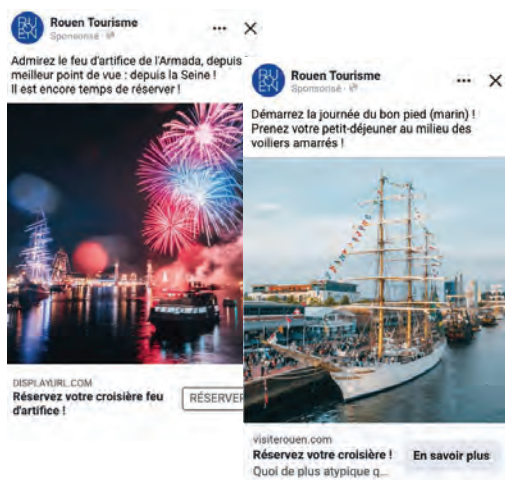 Rouen Tourisme
Sponsorisé
Admirez le feu d'artifice de l'Armada, depuis
meilleur point de vue : depuis la Seine !
Il est encore temps de réserver !
DISPLAYURL.COM
Réservez votre croisière feu
d'artifice !
RÉSERVER
Rouen Tourisme
Sponsorisé
Démarrez la journée du bon pied (marin) !
Prenez votre petit-déjeuner au milieu des
voiliers amarrés !
visiterouen.com
Réservez votre croisière !
Quoi de plus atypique q...
En savoir plus